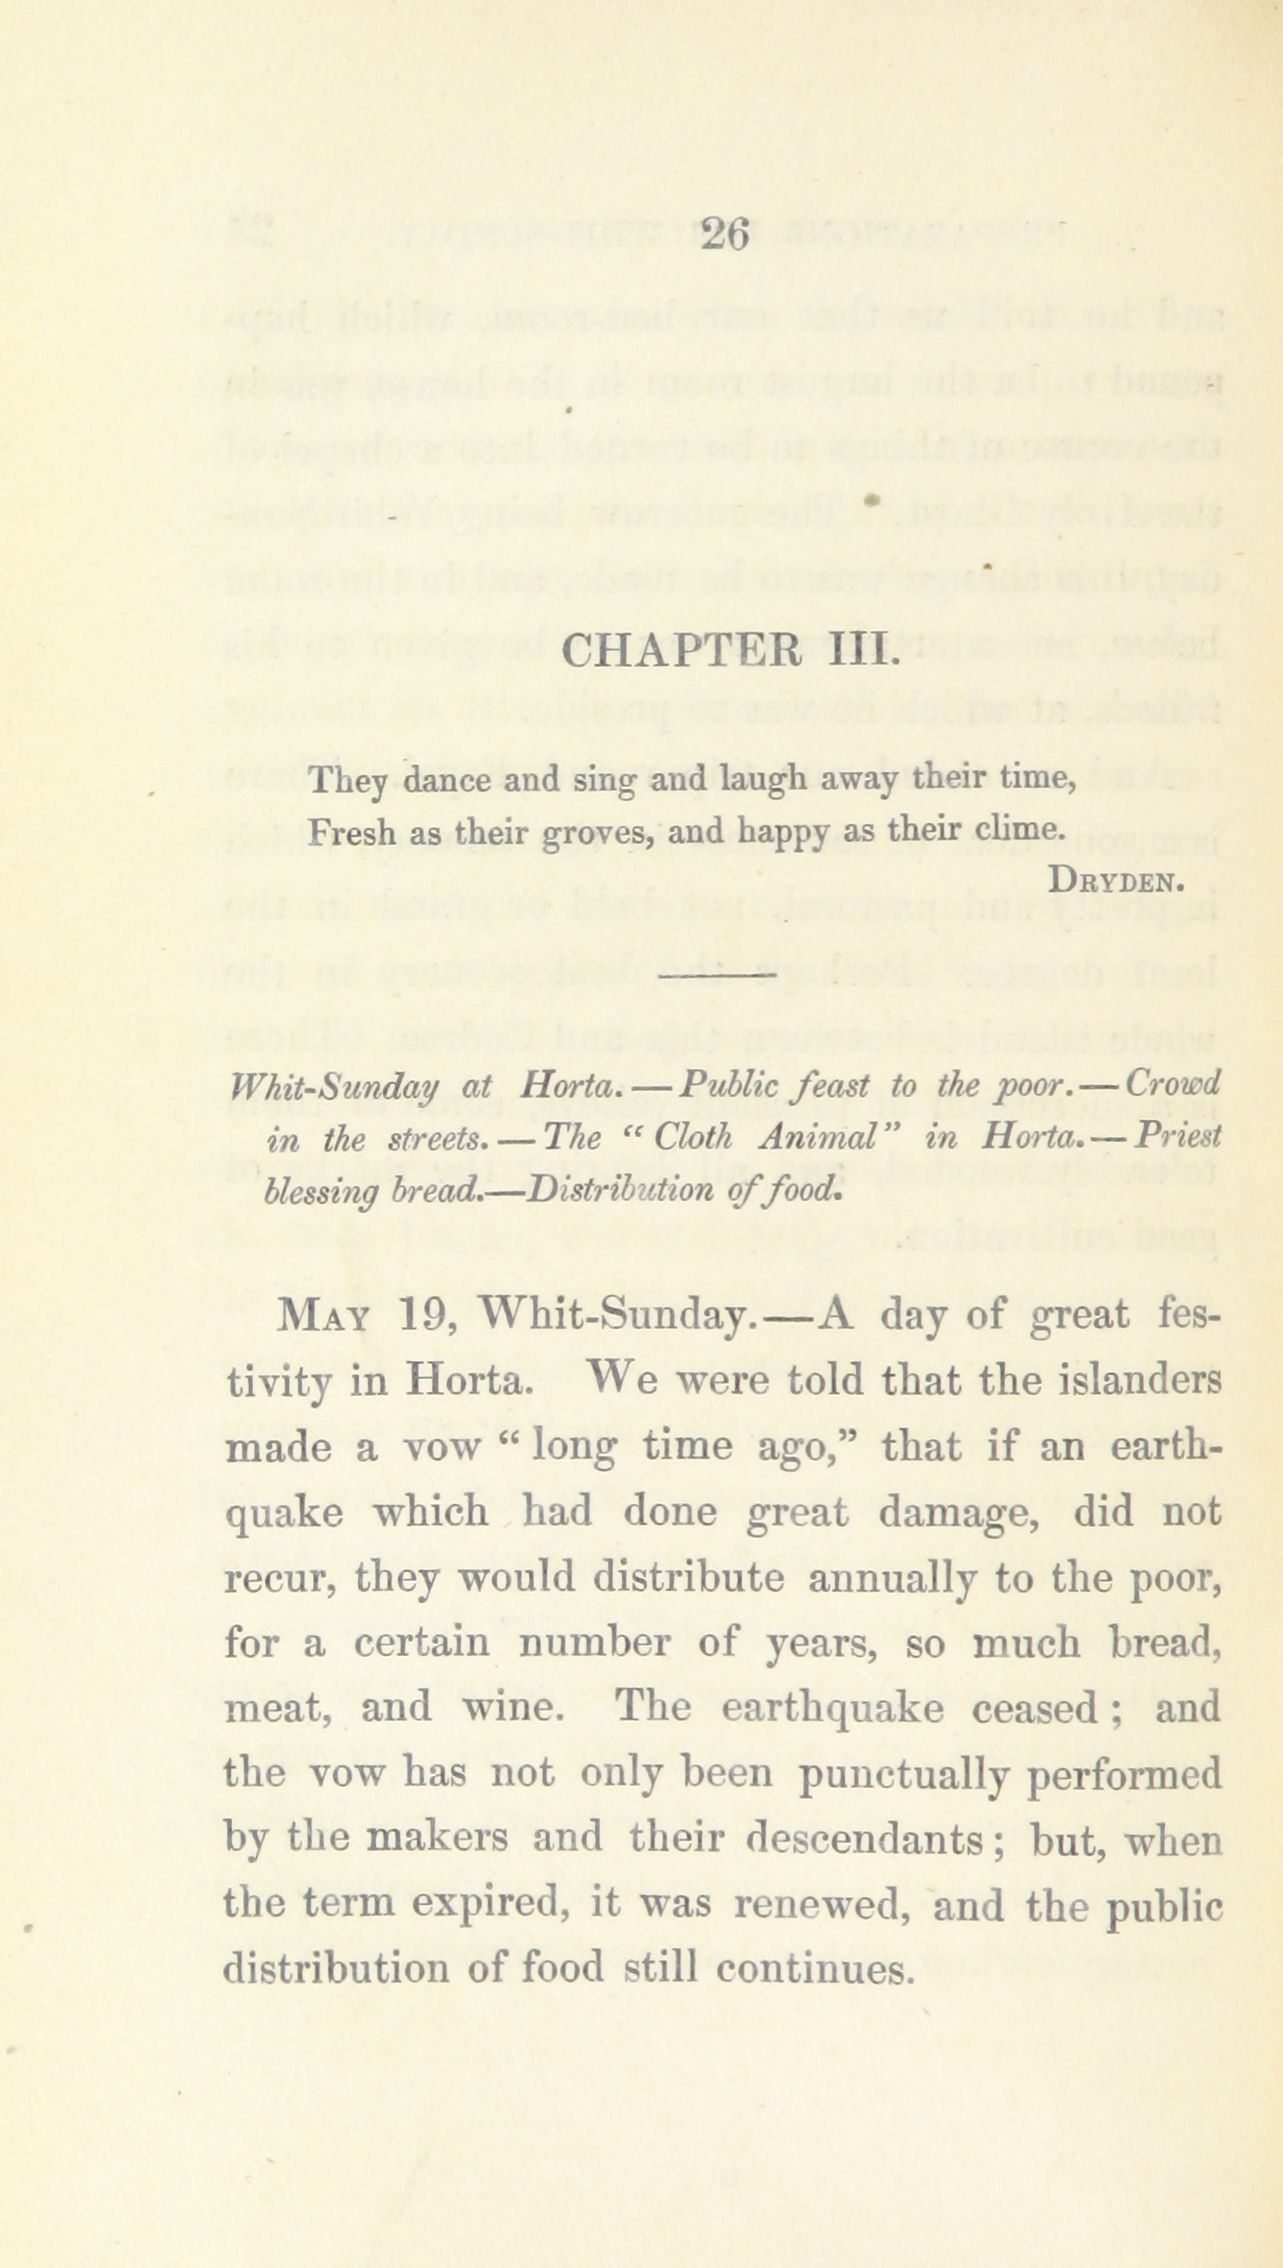 26
CHAPTER III.
They dance and sing and laugh away their time,
Fresh as their groves, and happy as their clime.
DRYDEN.
Whit-Sunday at Horta.—Public feast to the poor.—Crowd
in the streets.—The “Cloth Animal” in Horta.—Priest
blessing bread.—Distribution of food.
MAY 19, Whit-Sunday.—A day of great fes-
tivity in Horta. We were told that the islanders
made a vow “long time ago,” that if an earth-
quake which had done great damage, did not
recur, they would distribute annually to the poor,
for a certain number of years, so much bread,
meat, and wine. The earthquake ceased; and
the vow has not only been punctually performed
by the makers and their descendants; but, when
the term expired, it was renewed, and the public
distribution of food still continues.